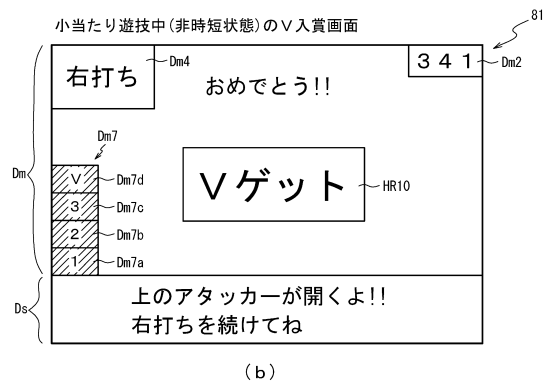 小当たり遊技中(非時短状態)のV入賞画面
81
右打ち
Dm4
341
Dm2
おめでとう!!
Dm7
Dm
V
Dm7d
3
Dm7c
2
Dm7b
1
Dm7a
Vゲット
HR10
Ds
上のアタッカーが開くよ!!
右打ちを続けてね
(b)